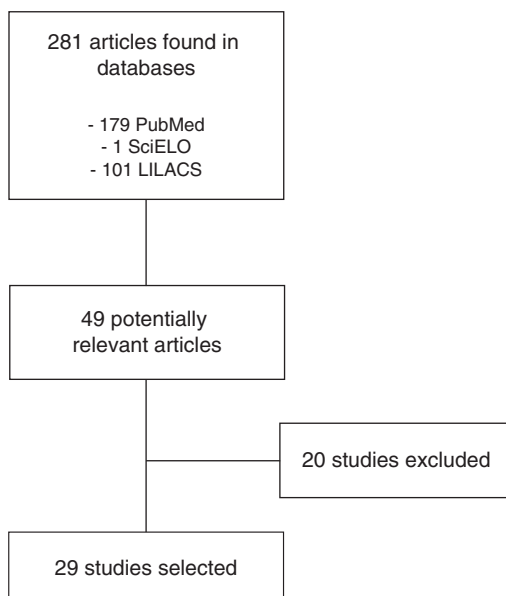 281 articles found in
databases
- 179 PubMed
- 1 SciELO
- 101 LILACS
49 potentially
relevant articles
20 studies excluded
29 studies selected